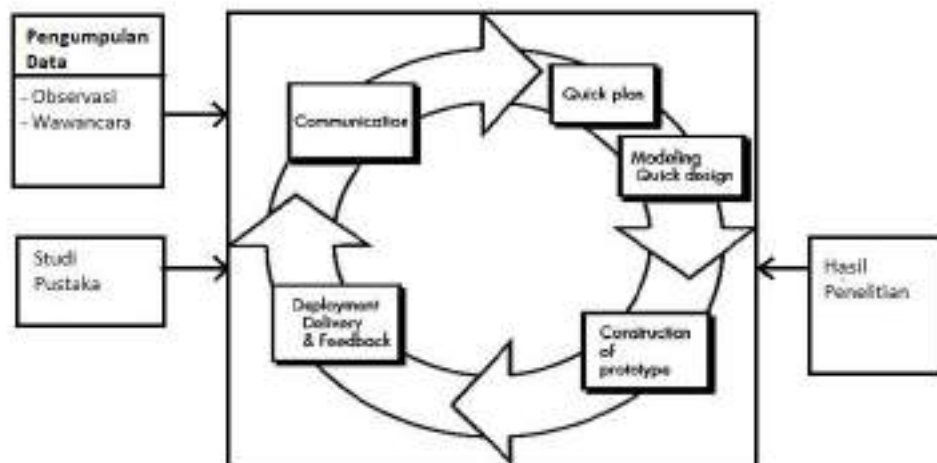 Pengumpulan
Data
- Observasi
- Wawancara
Studi
Pustaka
Communication
Quick plan
Modeling
Quick design
Construction
of
prototype
Deployment
Delivery
& Feedback
Hasil
Penelitian